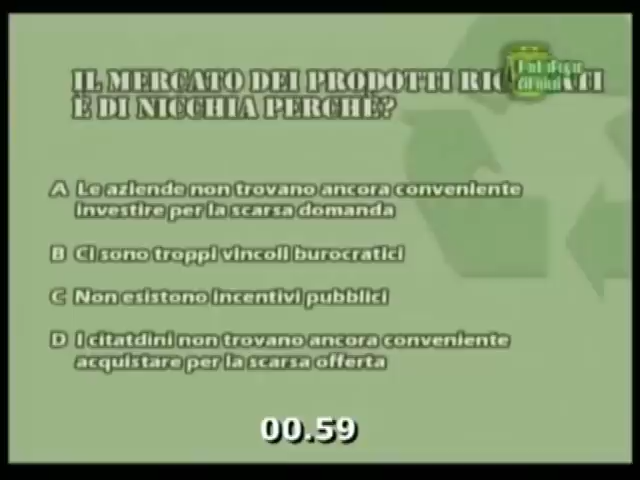 IL MERCATO DEI PRODOTTI
È DI NICCHIA PERCHÈ?
A Le aziende non trovano ancora conveniente
investire per la scarsa domanda
B Ci sono troppi vincoli burocratici
C Non esistono incentivi pubblici
D I citatdini non trovano ancora conveniente
acquistare per la scarsa offerta
00.59